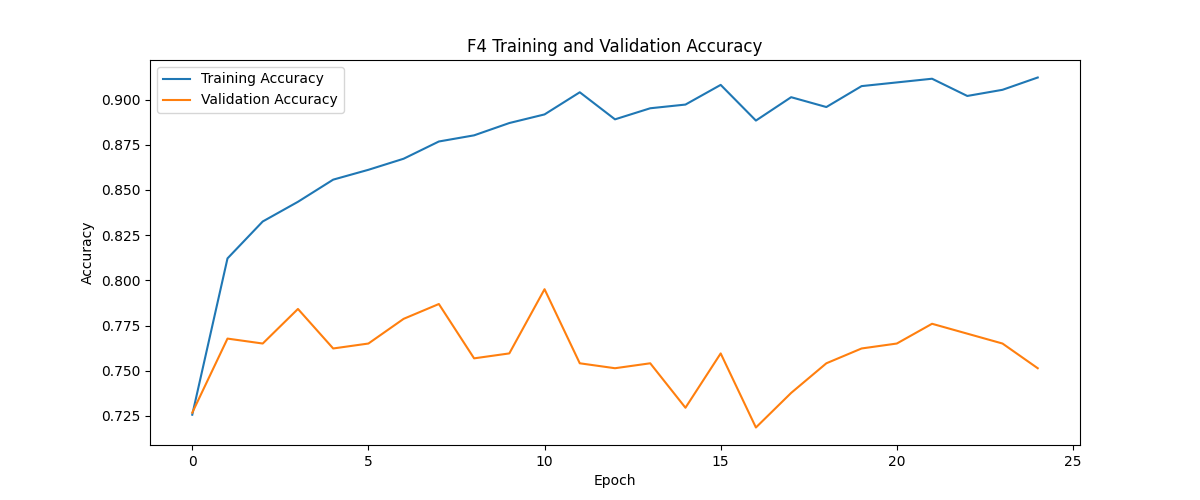 F4 Training and Validation Accuracy
Training Accuracy
Validation Accuracy
0.900
0.875
0.850
0.825
0.800
0.775
0.750
0.725
Accuracy
0 5 10 15 20 25
Epoch